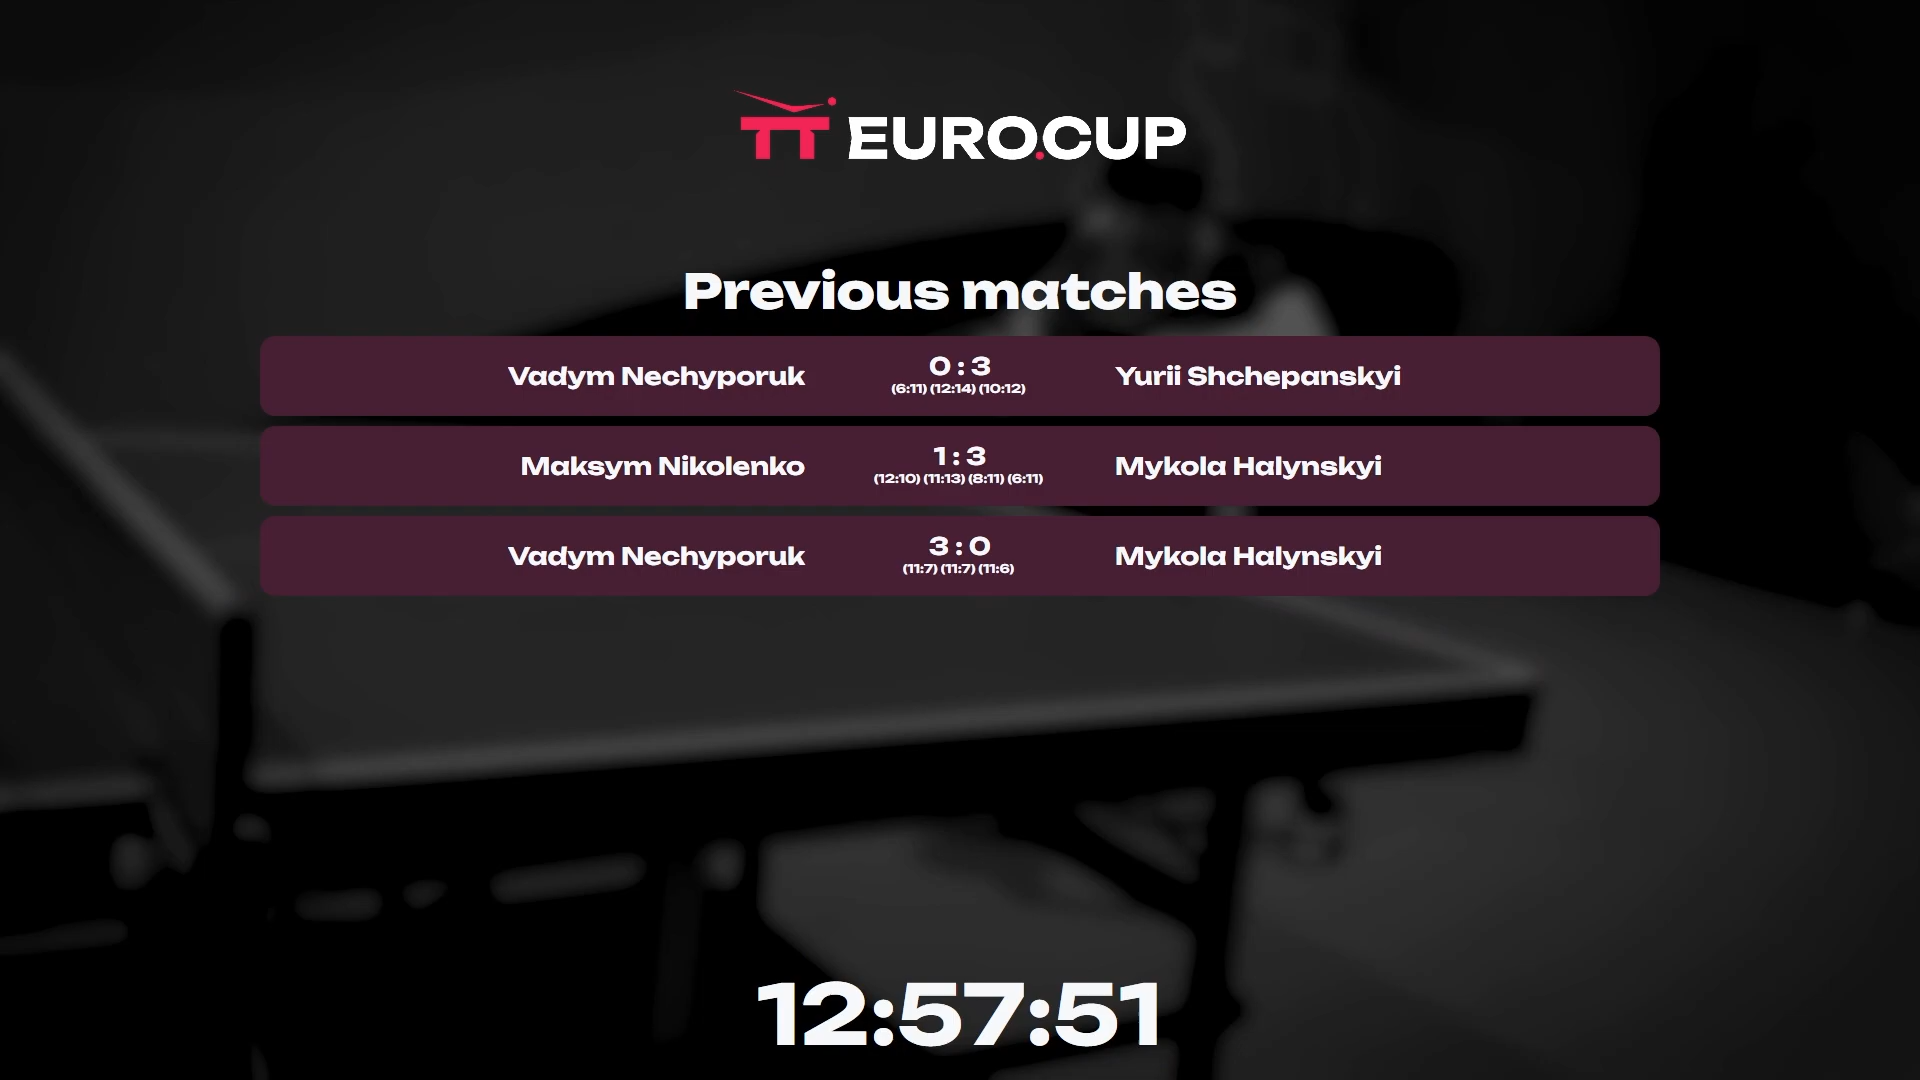 EURO.CUP
Previous matches
Vadym Nechyporuk 0 : 3 Yurii Shchepanskyi
(6:11) (12:14) (10:12)
Maksym Nikolenko 1 : 3 Mykola Halynskyi
(12:10) (11:13) (8:11) (6:11)
Vadym Nechyporuk 3 : 0 Mykola Halynskyi
(11:7) (11:7) (11:6)
12:57:51